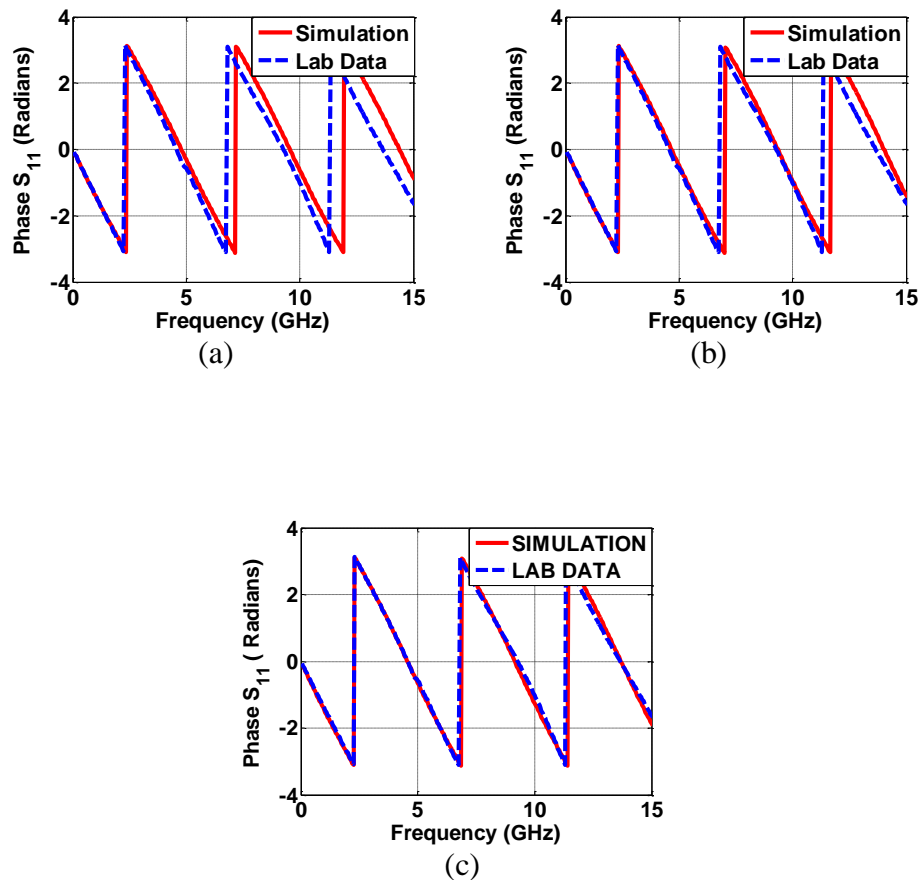 4
2
0
-2
-4
Phase S11 (Radians)
Simulation
Lab Data
0 5 10 15
Frequency (GHz)
(a)
4
2
0
-2
-4
Phase S11 (Radians)
Simulation
Lab Data
0 5 10 15
Frequency (GHz)
(b)
4
2
0
-2
-4
Phase S11 ( Radians)
SIMULATION
LAB DATA
0 5 10 15
Frequency (GHz)
(c)